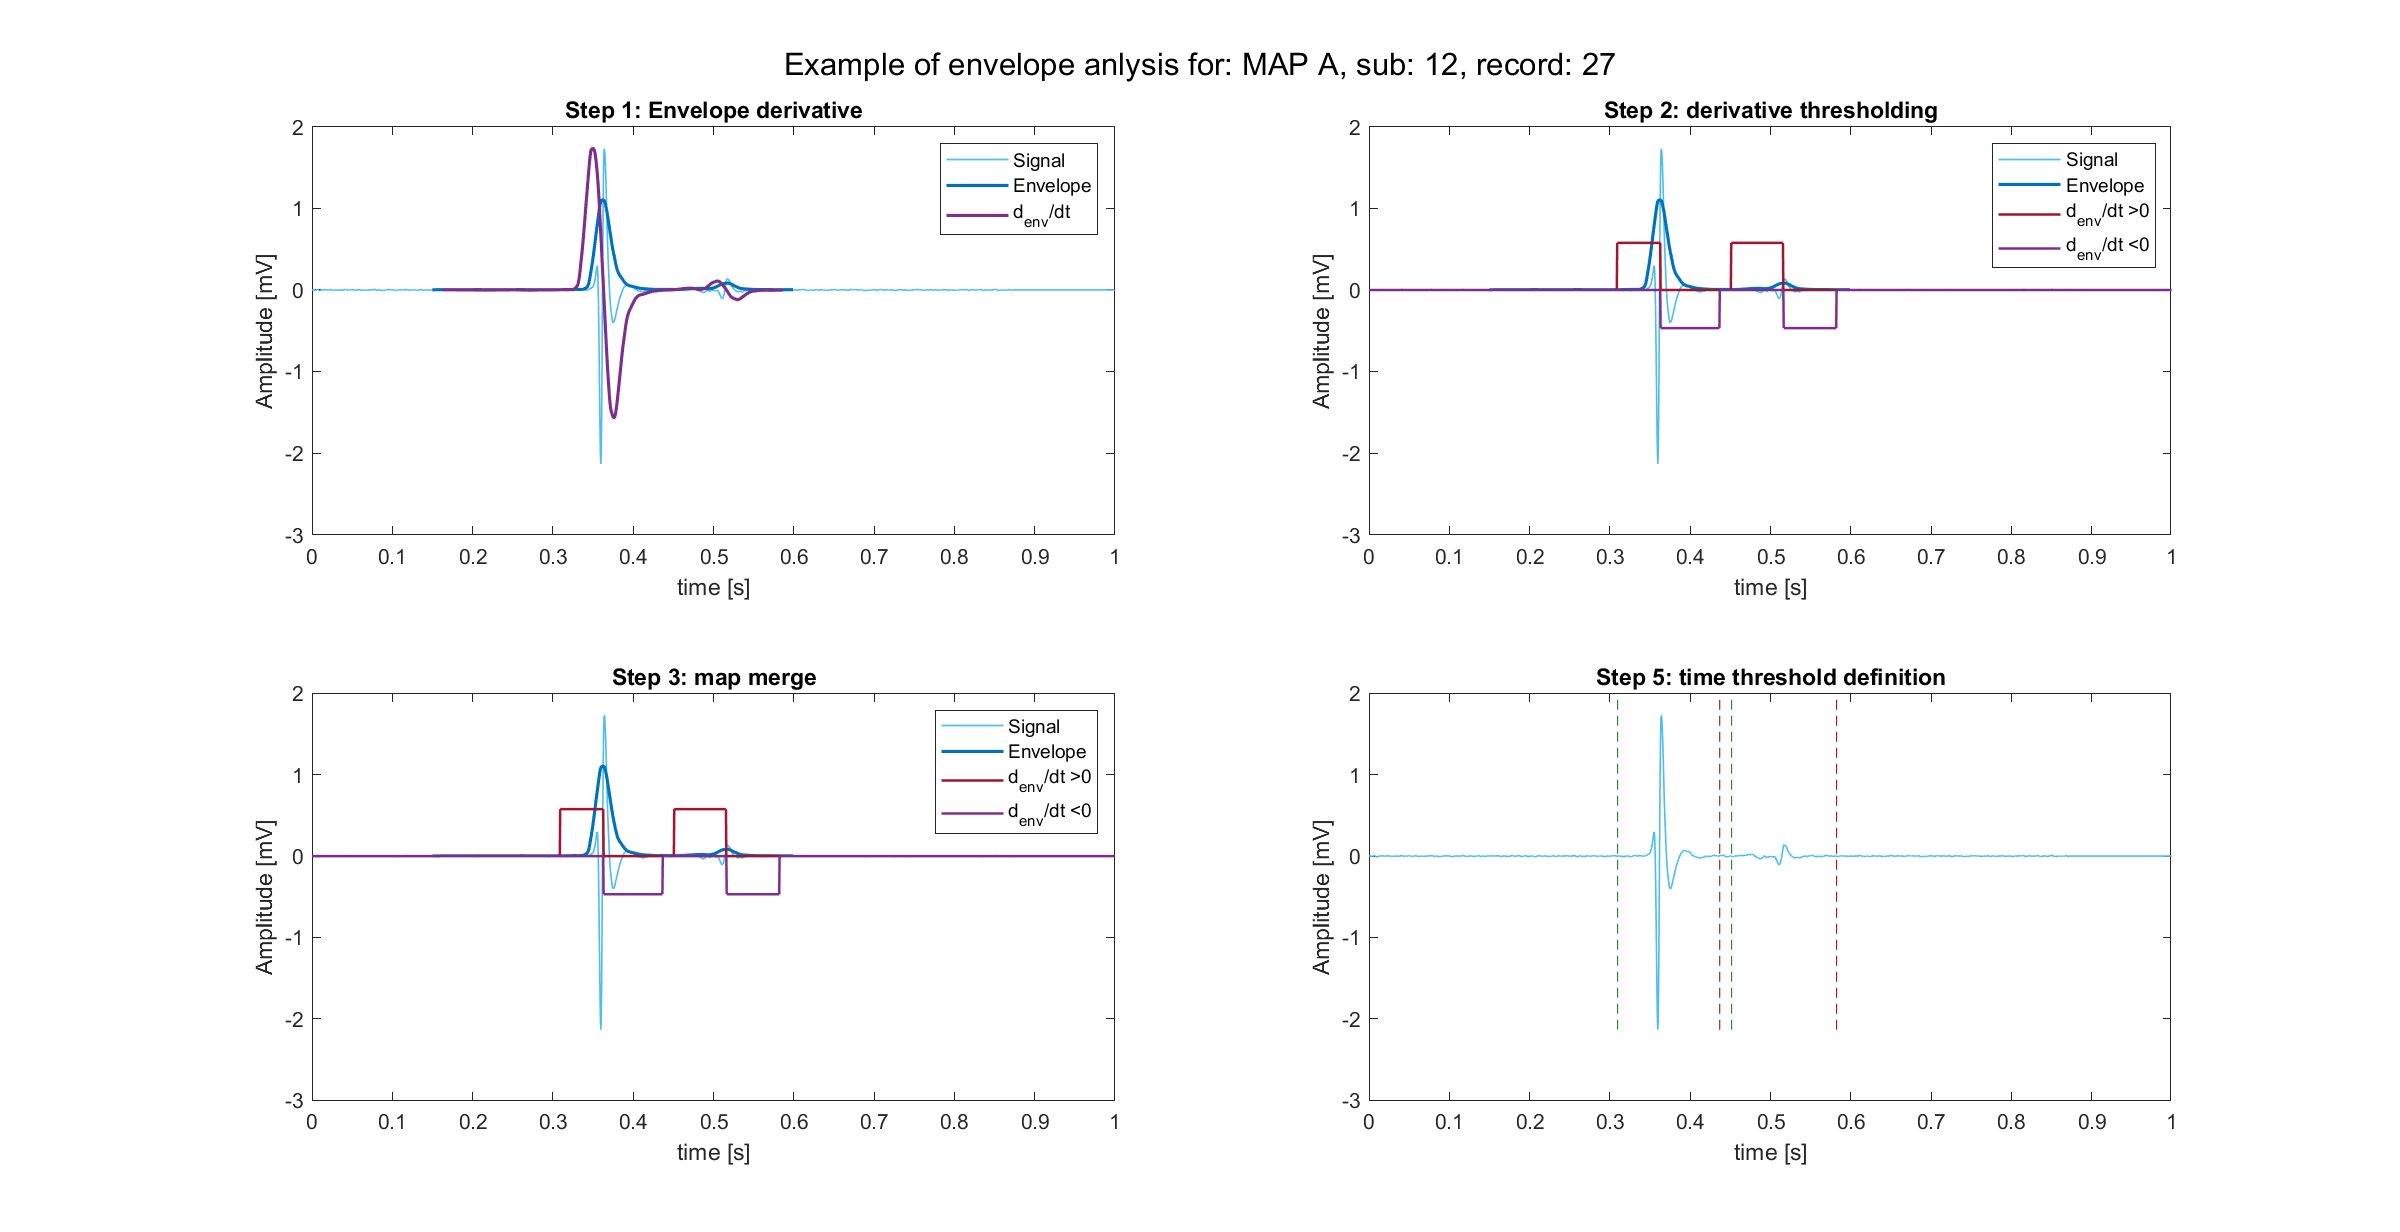 Example of envelope anlysis for: MAP A, sub: 12, record: 27
Step 1: Envelope derivative
2
1
0
-1
-2
-3
Amplitude [mV]
0 0.1 0.2 0.3 0.4 0.5 0.6 0.7 0.8 0.9 1
time [s]
Signal
Envelope
d_env/dt
Step 2: derivative thresholding
2
1
0
-1
-2
-3
Amplitude [mV]
0 0.1 0.2 0.3 0.4 0.5 0.6 0.7 0.8 0.9 1
time [s]
Signal
Envelope
d_env/dt >0
d_env/dt <0
Step 3: map merge
2
1
0
-1
-2
-3
Amplitude [mV]
0 0.1 0.2 0.3 0.4 0.5 0.6 0.7 0.8 0.9 1
time [s]
Signal
Envelope
d_env/dt >0
d_env/dt <0
Step 5: time threshold definition
2
1
0
-1
-2
-3
Amplitude [mV]
0 0.1 0.2 0.3 0.4 0.5 0.6 0.7 0.8 0.9 1
time [s]